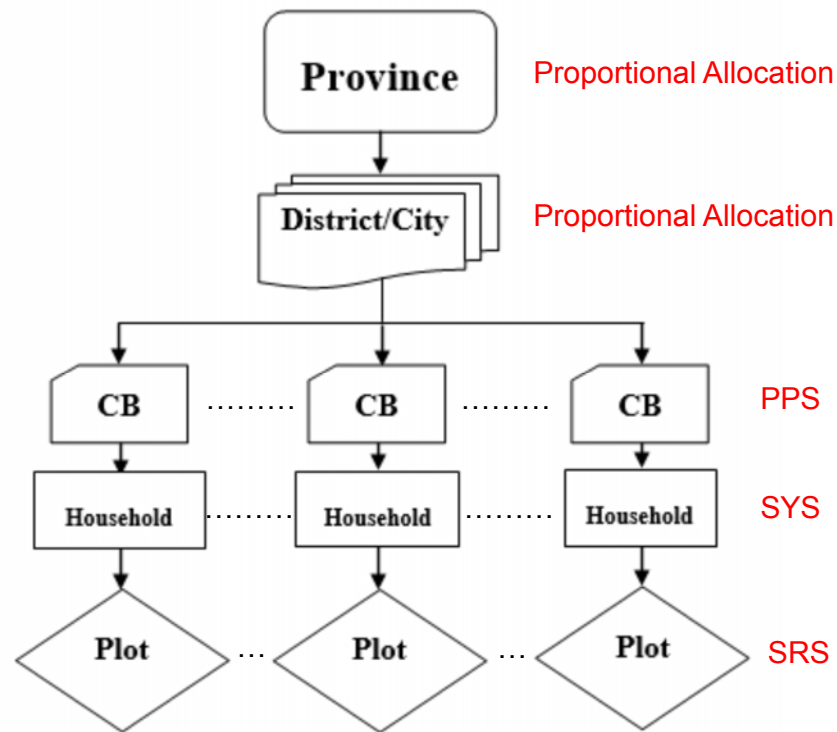 Province
Proportional Allocation
District/City
Proportional Allocation
CB ......... CB ......... CB
PPS
Household ......... Household ......... Household
SYS
Plot ... Plot ... Plot
SRS